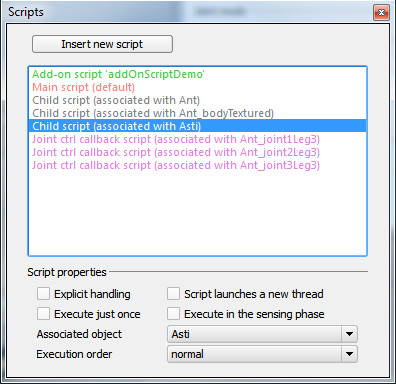 Scripts
Insert new script
Add-on script 'addOnScriptDemo'
Main script (default)
Child script (associated with Ant)
Child script (associated with Ant_bodyTextured)
Child script (associated with Asti)
Joint ctrl callback script (associated with Ant_joint1Leg3)
Joint ctrl callback script (associated with Ant_joint2Leg3)
Joint ctrl callback script (associated with Ant_joint3Leg3)
Script properties
Explicit handling
Script launches a new thread
Execute just once
Execute in the sensing phase
Associated object
Asti
Execution order
normal